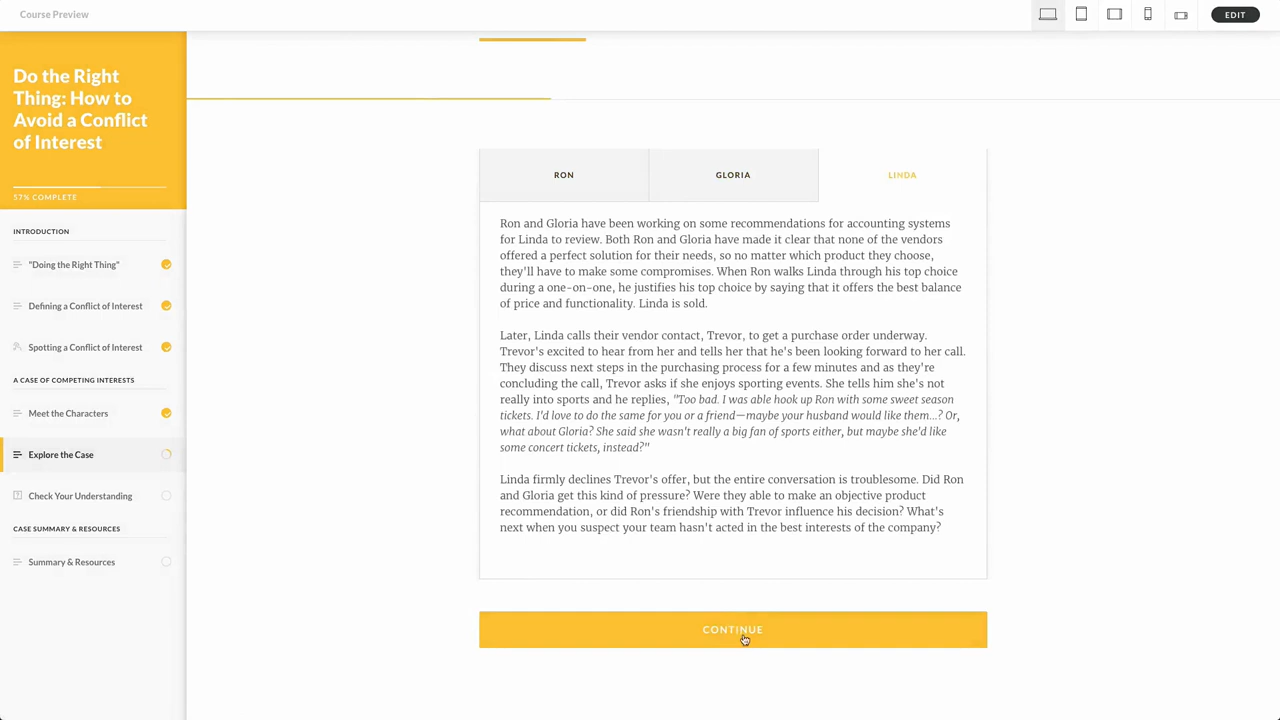 Course Preview
EDIT
Do the Right
Thing: How to
Avoid a Conflict
of Interest
57% COMPLETE
INTRODUCTION
"Doing the Right Thing"
Defining a Conflict of Interest
Spotting a Conflict of Interest
A CASE OF COMPETING INTERESTS
Meet the Characters
Explore the Case
Check Your Understanding
CASE SUMMARY & RESOURCES
Summary & Resources
RON
GLORIA
LINDA
Ron and Gloria have been working on some recommendations for accounting systems
for Linda to review. Both Ron and Gloria have made it clear that none of the vendors
offered a perfect solution for their needs, so no matter which product they choose,
they'll have to make some compromises. When Ron walks Linda through his top choice
during a one-on-one, he justifies his top choice by saying that it offers the best balance
of price and functionality. Linda is sold.
Later, Linda calls their vendor contact, Trevor, to get a purchase order underway.
Trevor's excited to hear from her and tells her that he's been looking forward to her call.
They discuss next steps in the purchasing process for a few minutes and as they're
concluding the call, Trevor asks if she enjoys sporting events. She tells him she's not
really into sports and he replies, "Too bad. I was able hook up Ron with some sweet season
tickets. I'd love to do the same for you or a friend—maybe your husband would like them...? Or,
what about Gloria? She said she wasn't really a big fan of sports either, but maybe she'd like
some concert tickets, instead?"
Linda firmly declines Trevor's offer, but the entire conversation is troublesome. Did Ron
and Gloria get this kind of pressure? Were they able to make an objective product
recommendation, or did Ron's friendship with Trevor influence his decision? What's
next when you suspect your team hasn't acted in the best interests of the company?
CONTINUE